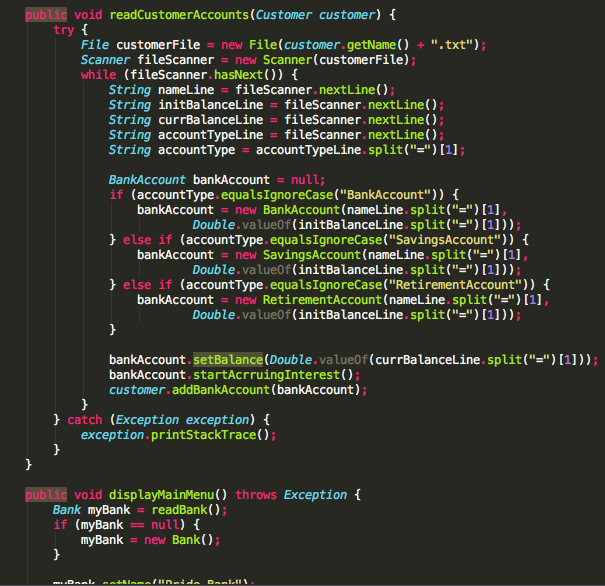 public void readCustomerAccounts(Customer customer) {
try {
File customerFile = new File(customer.getName() + ".txt");
Scanner fileScanner = new Scanner(customerFile);
while (fileScanner.hasNext()) {
String nameLine = fileScanner.nextLine();
String initBalanceLine = fileScanner.nextLine();
String currBalanceLine = fileScanner.nextLine();
String accountTypeLine = fileScanner.nextLine();
String accountType = accountTypeLine.split("=")[1];
BankAccount bankAccount = null;
if (accountType.equalsIgnoreCase("BankAccount")) {
bankAccount = new BankAccount(nameLine.split("=")[1],
Double.valueOf(initBalanceLine.split("=")[1]));
} else if (accountType.equalsIgnoreCase("SavingsAccount")) {
bankAccount = new SavingsAccount(nameLine.split("=")[1],
Double.valueOf(initBalanceLine.split("=")[1]));
} else if (accountType.equalsIgnoreCase("RetirementAccount")) {
bankAccount = new RetirementAccount(nameLine.split("=")[1],
Double.valueOf(initBalanceLine.split("=")[1]));
}
bankAccount.setBalance(Double.valueOf(currBalanceLine.split("=")[1]));
bankAccount.startAcrruingInterest();
customer.addBankAccount(bankAccount);
}
} catch (Exception exception) {
exception.printStackTrace();
}
}
public void displayMainMenu() throws Exception {
Bank myBank = readBank();
if (myBank == null) {
myBank = new Bank();
}
myBank.setName("Pride Bank");